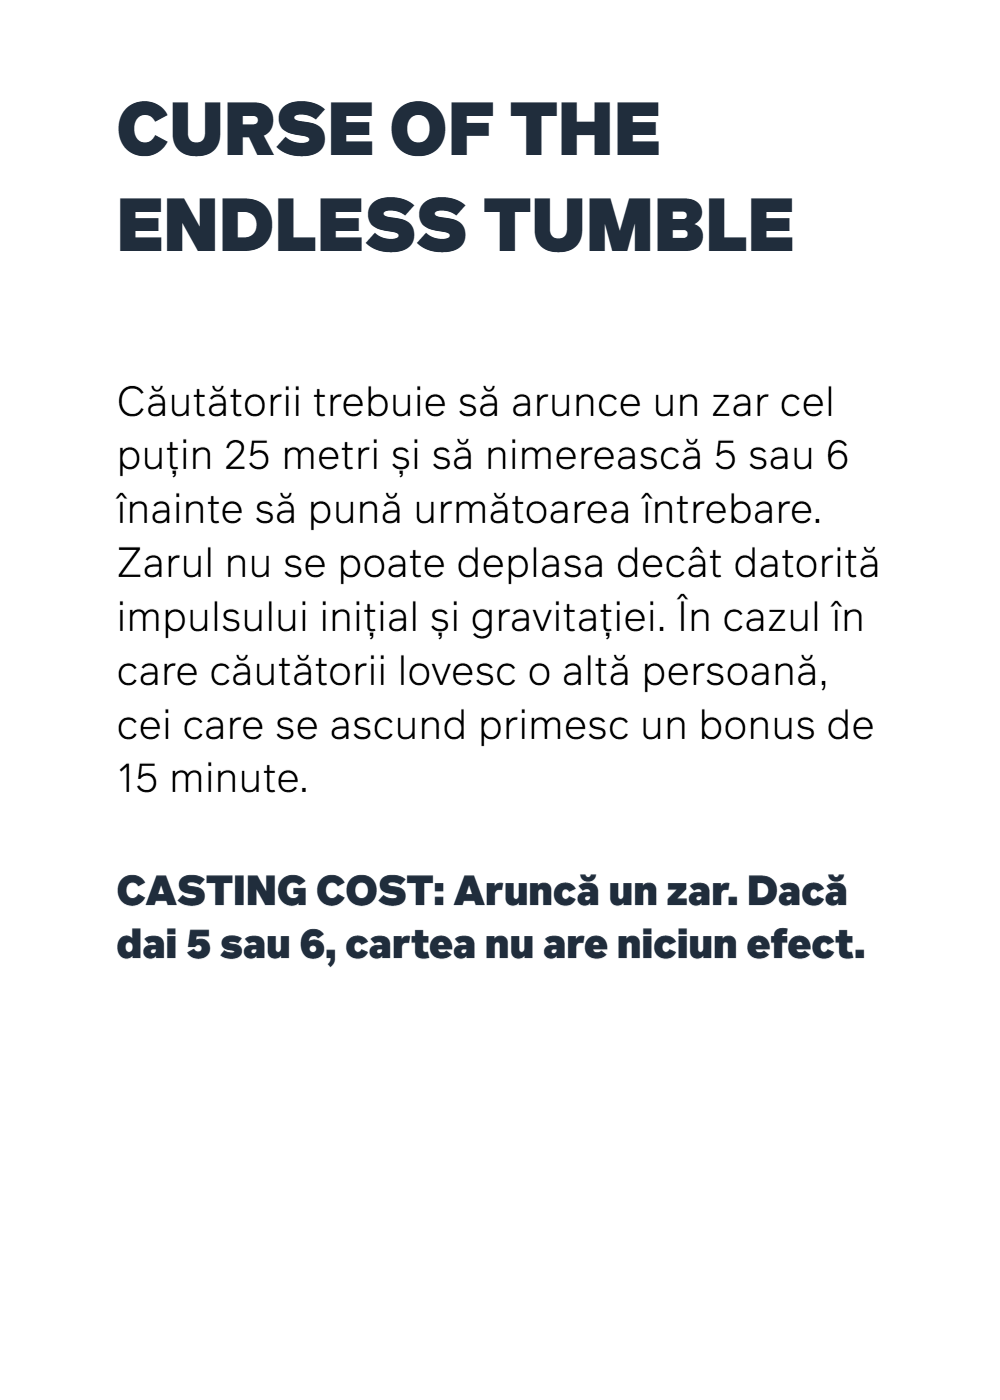 CURSE OF THE
ENDLESS TUMBLE
Căutătorii trebuie să arunce un zar cel
puțin 25 metri și să nimerească 5 sau 6
înainte să pună următoarea întrebare.
Zarul nu se poate deplasa decât datorită
impulsului inițial și gravitației. În cazul în
care căutătorii lovesc o altă persoană,
cei care se ascund primesc un bonus de
15 minute.
CASTING COST: Aruncă un zar. Dacă
dai 5 sau 6, cartea nu are niciun efect.